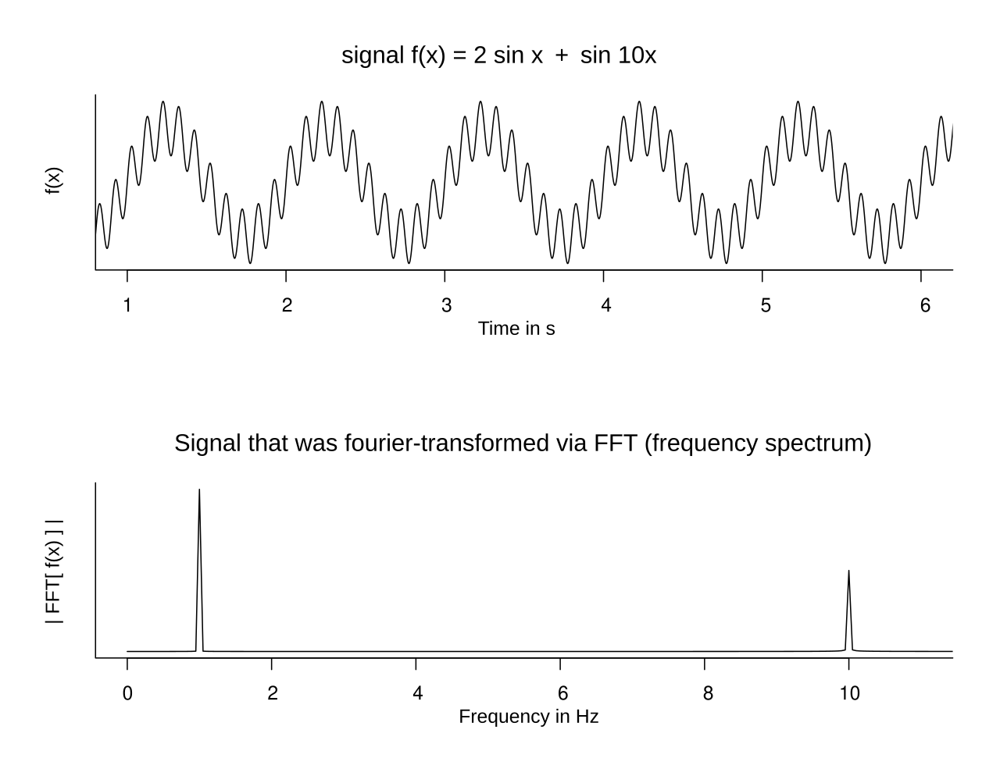 signal f(x) = 2 sin x + sin 10x
f(x)
1 2 3 4 5 6
Time in s
Signal that was fourier-transformed via FFT (frequency spectrum)
| FFT[ f(x) ] |
0 2 4 6 8 10
Frequency in Hz